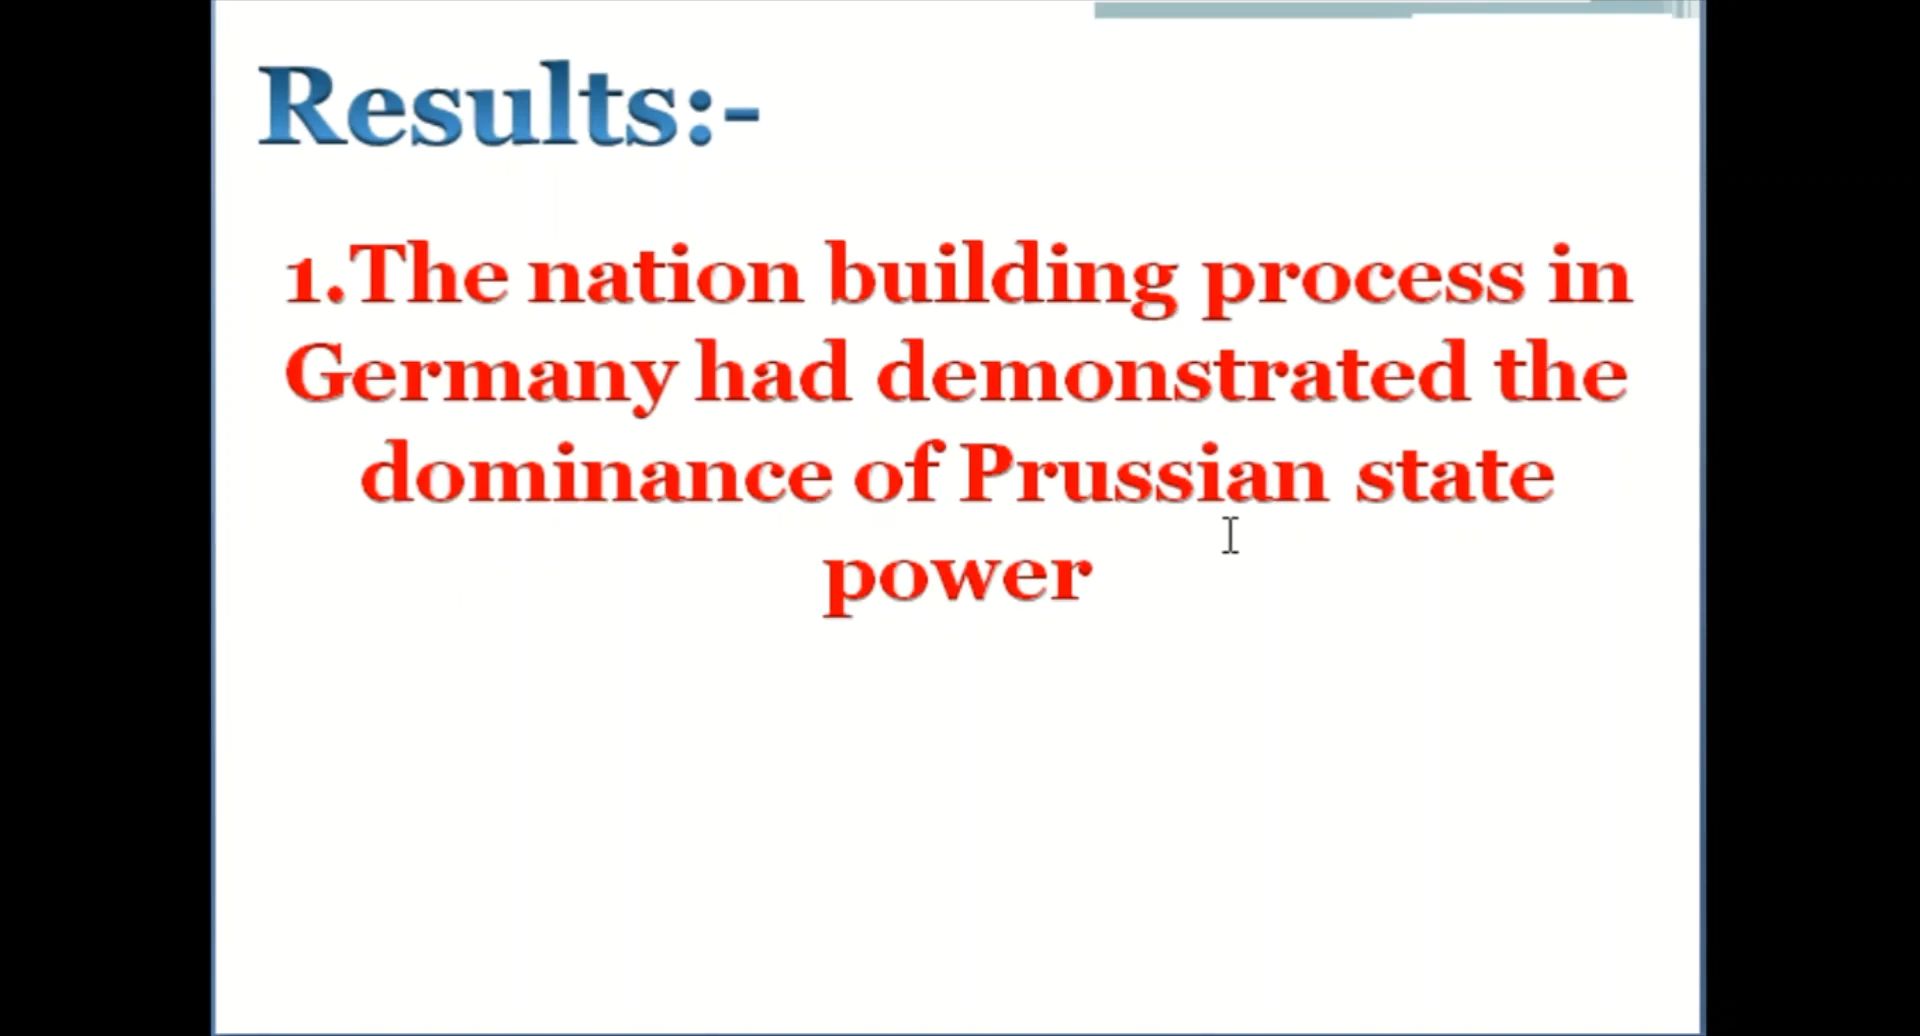 Results:-
1.The nation building process in
Germany had demonstrated the
dominance of Prussian state
power